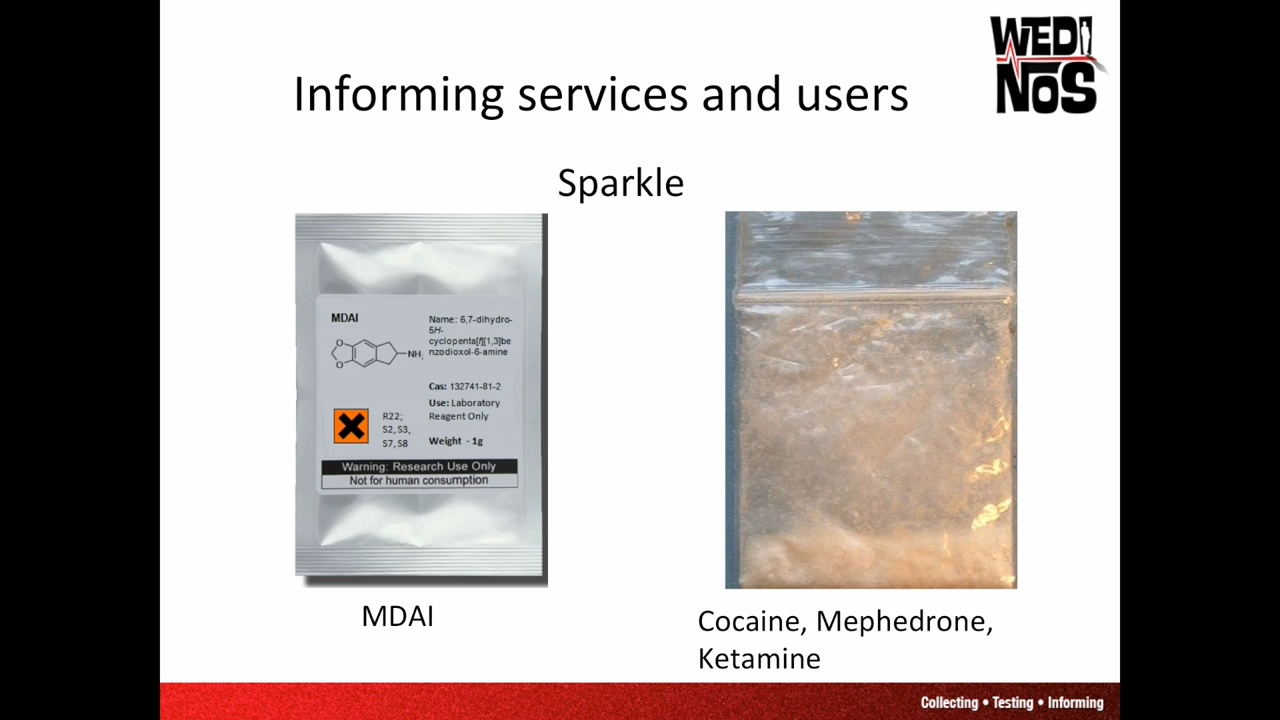 WEDI
NOS
Informing services and users
Sparkle
MDAI
Name: 6,7-dihydro-
5H-
cyclopenta[f][1,3]be
nzodioxol-6-amine
O
O
NH2
Cas: 132741-81-2
Use: Laboratory
Reagent Only
R22;
S2, S3,
S7, S8
Weight - 1g
Warning: Research Use Only
Not for human consumption
MDAI
Cocaine, Mephedrone,
Ketamine
Collecting • Testing • Informing